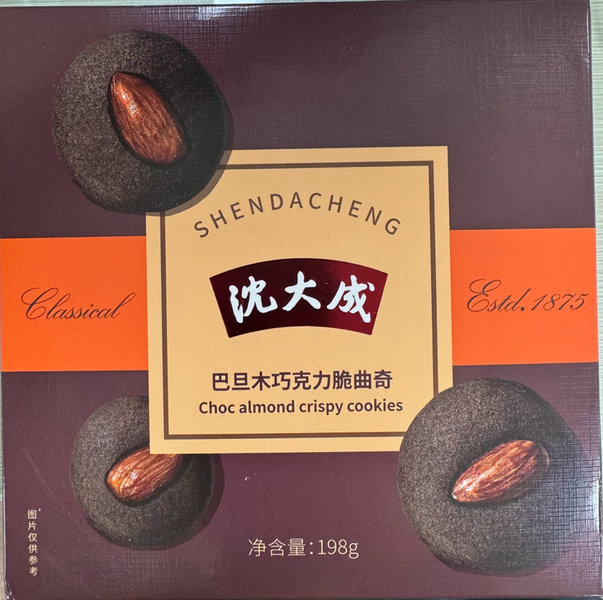 SHENDACHENG
沈大成
Classical
Estd.1875
巴旦木巧克力脆曲奇
Choc almond crispy cookies
净含量:198g
图片仅供参考